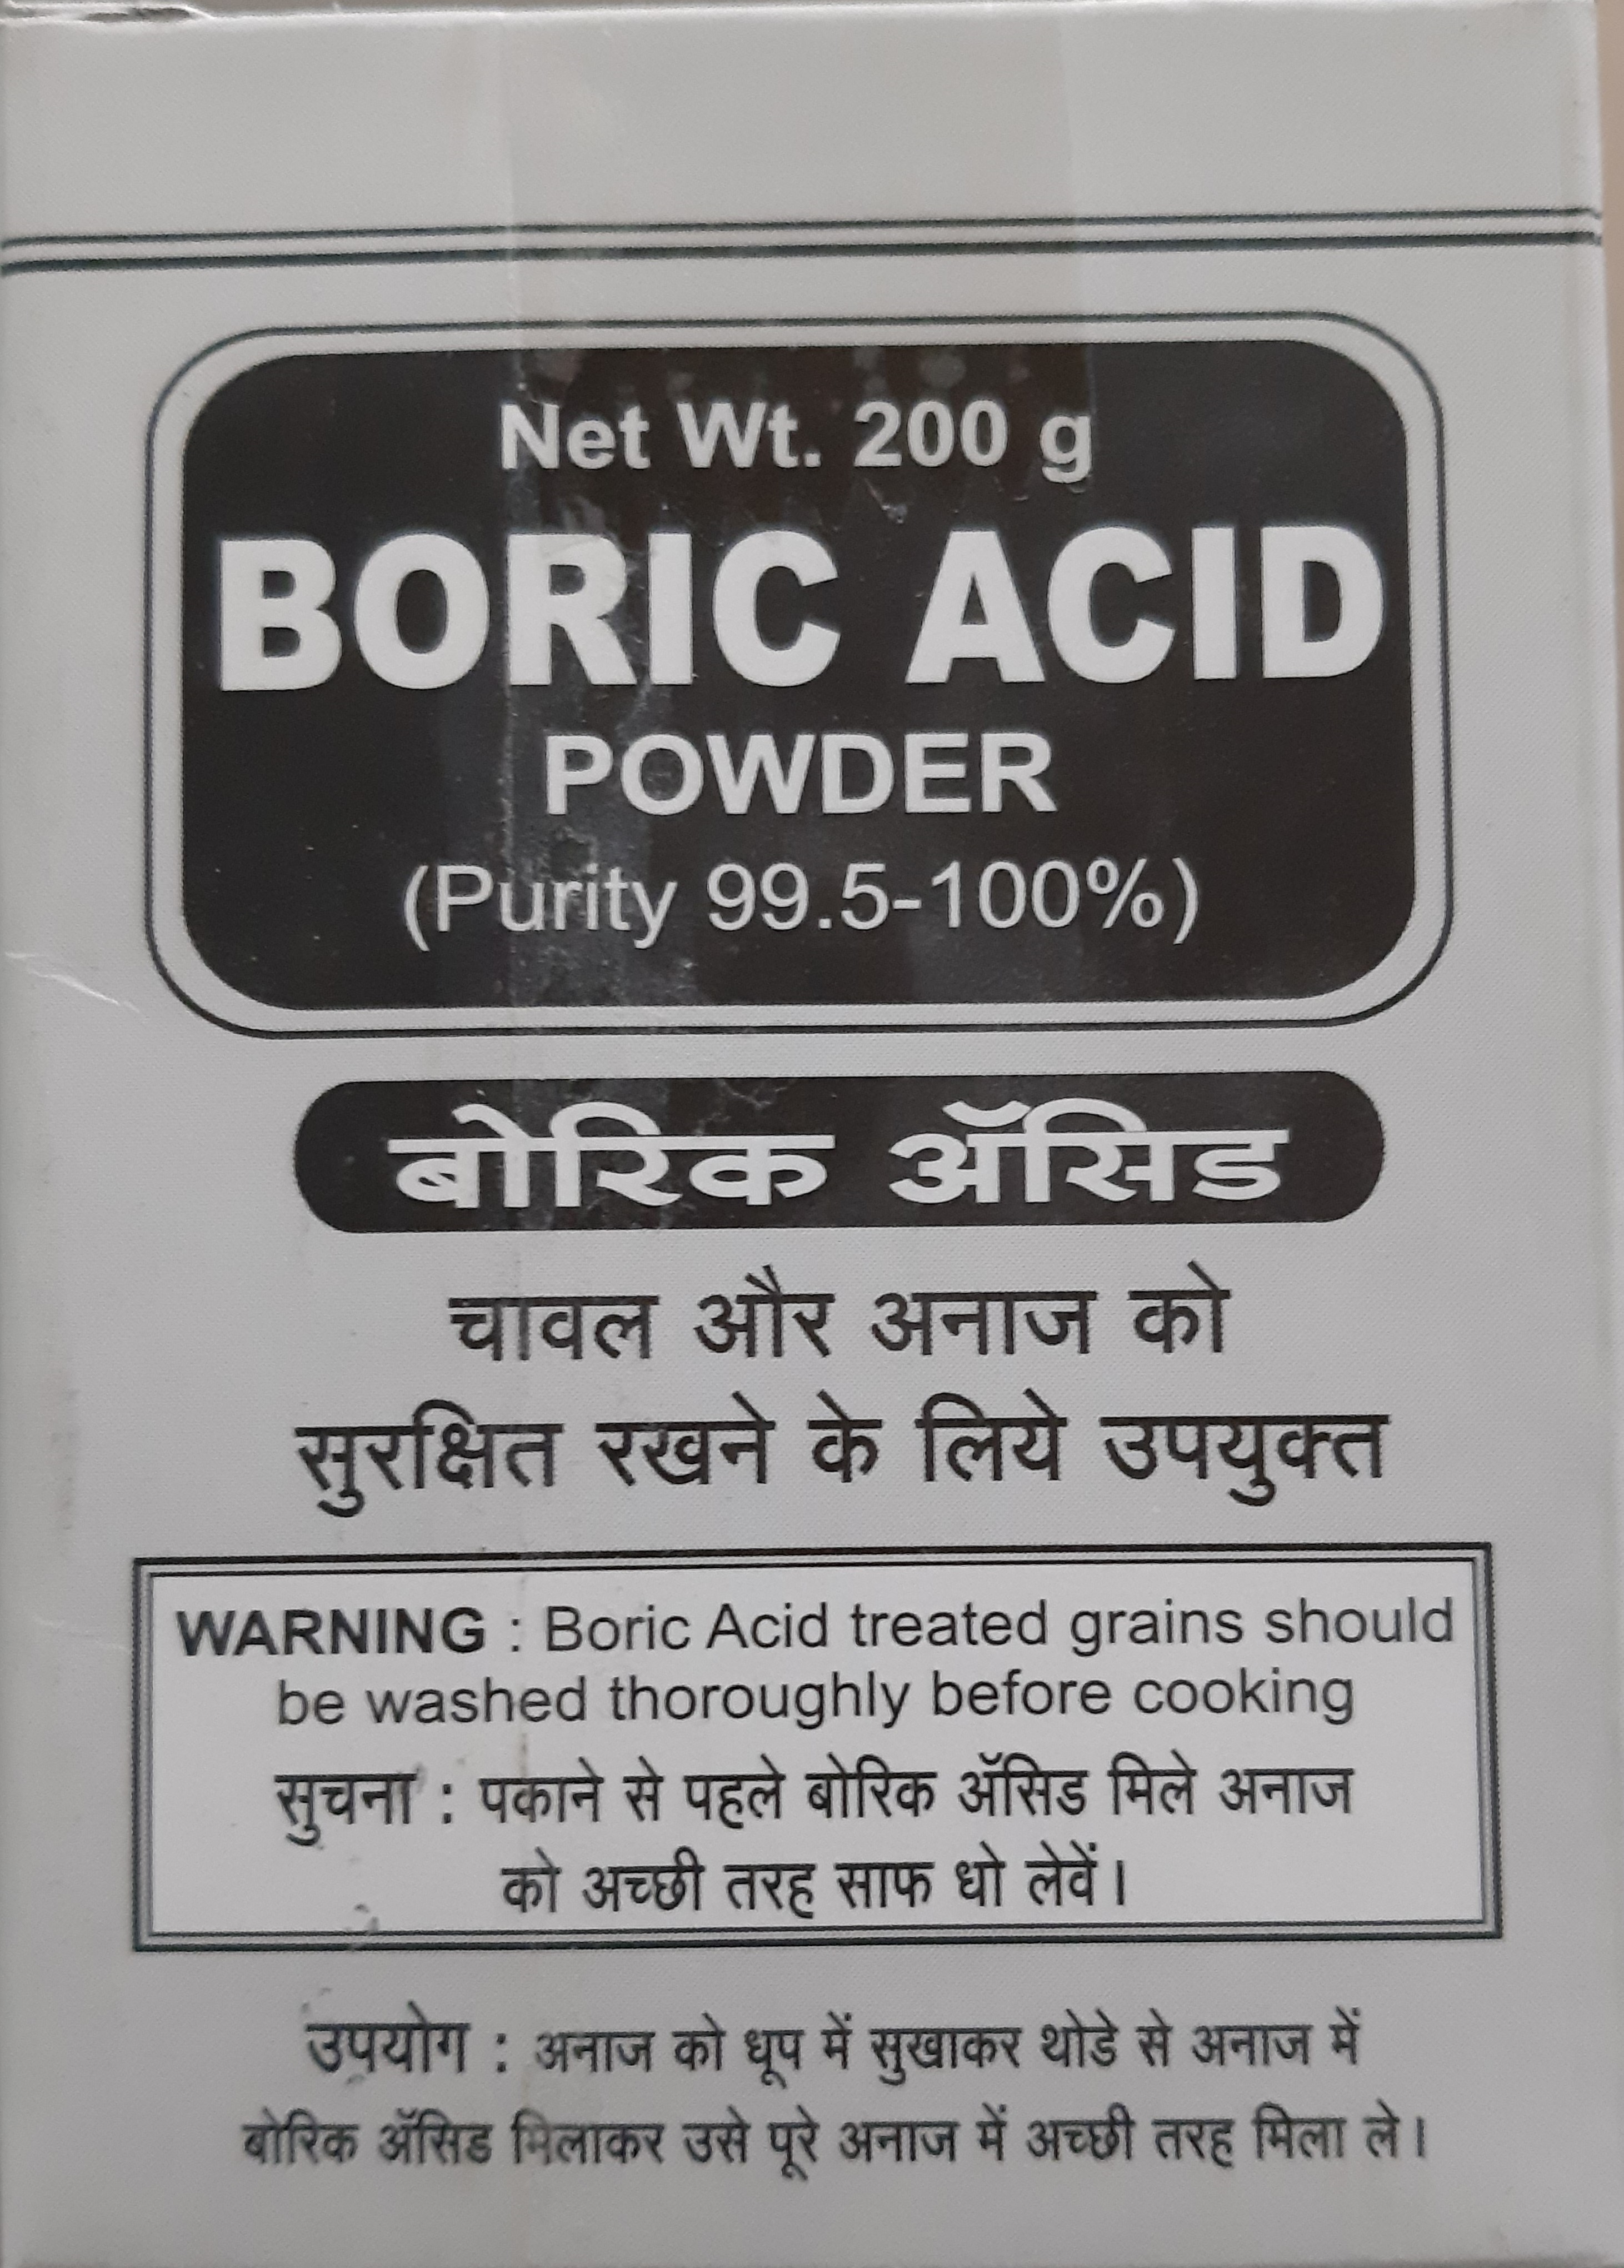 Net Wt. 200 g
BORIC ACID
POWDER
(Purity 99.5-100%)
बोरिक ॲसिड
चावल और अनाज को
सुरक्षित रखने के लिये उपयुक्त
WARNING : Boric Acid treated grains should
be washed thoroughly before cooking
सुचना : पकाने से पहले बोरिक ॲसिड मिले अनाज
को अच्छी तरह साफ धो लेवें।
उपयोग : अनाज को धूप में सुखाकर थोडे से अनाज में
बोरिक ॲसिड मिलाकर उसे पूरे अनाज में अच्छी तरह मिला ले।